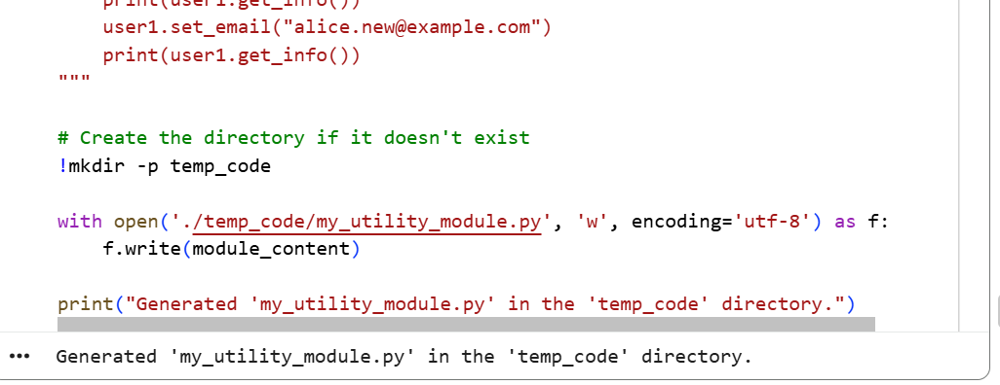 print(user1.get_info())
user1.set_email("alice.new@example.com")
print(user1.get_info())
"""
# Create the directory if it doesn't exist
!mkdir -p temp_code
with open('./temp_code/my_utility_module.py', 'w', encoding='utf-8') as f:
f.write(module_content)
print("Generated 'my_utility_module.py' in the 'temp_code' directory.")
••• Generated 'my_utility_module.py' in the 'temp_code' directory.